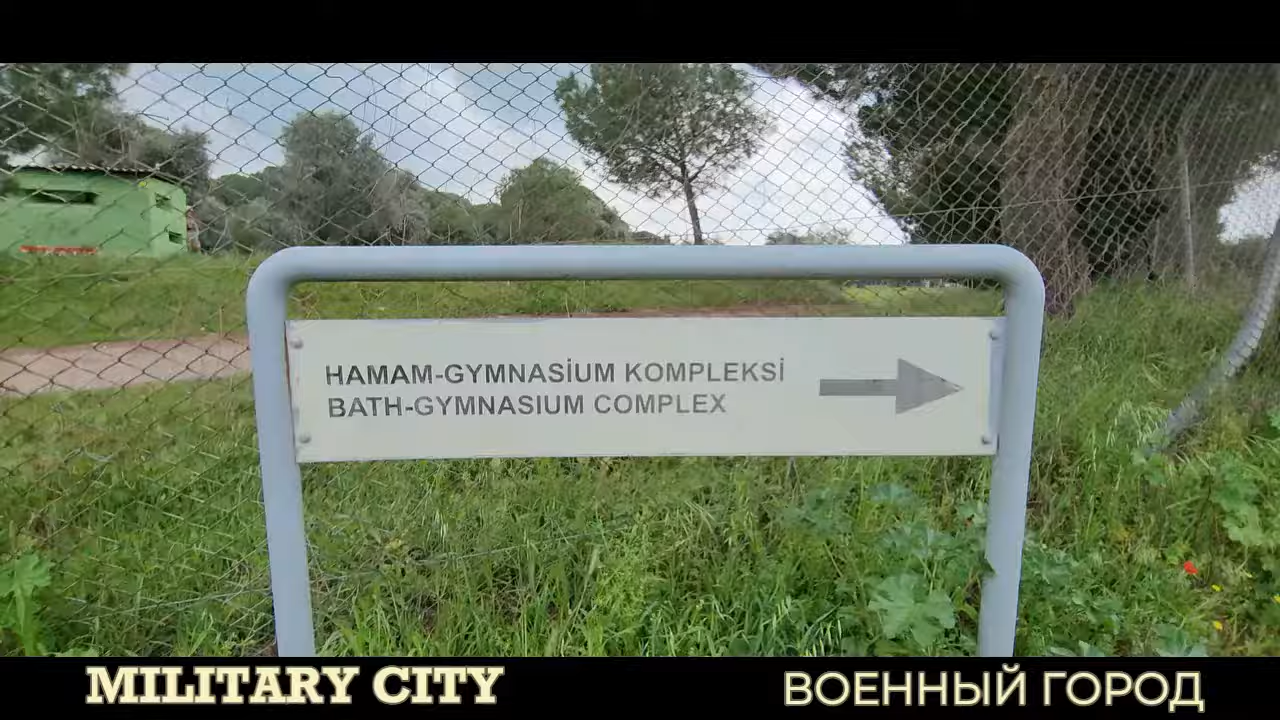 HAMAM-GYMNASİUM KOMPLEKSİ
BATH-GYMNASIUM COMPLEX
MILITARY CITY
ВОЕННЫЙ ГОРОД